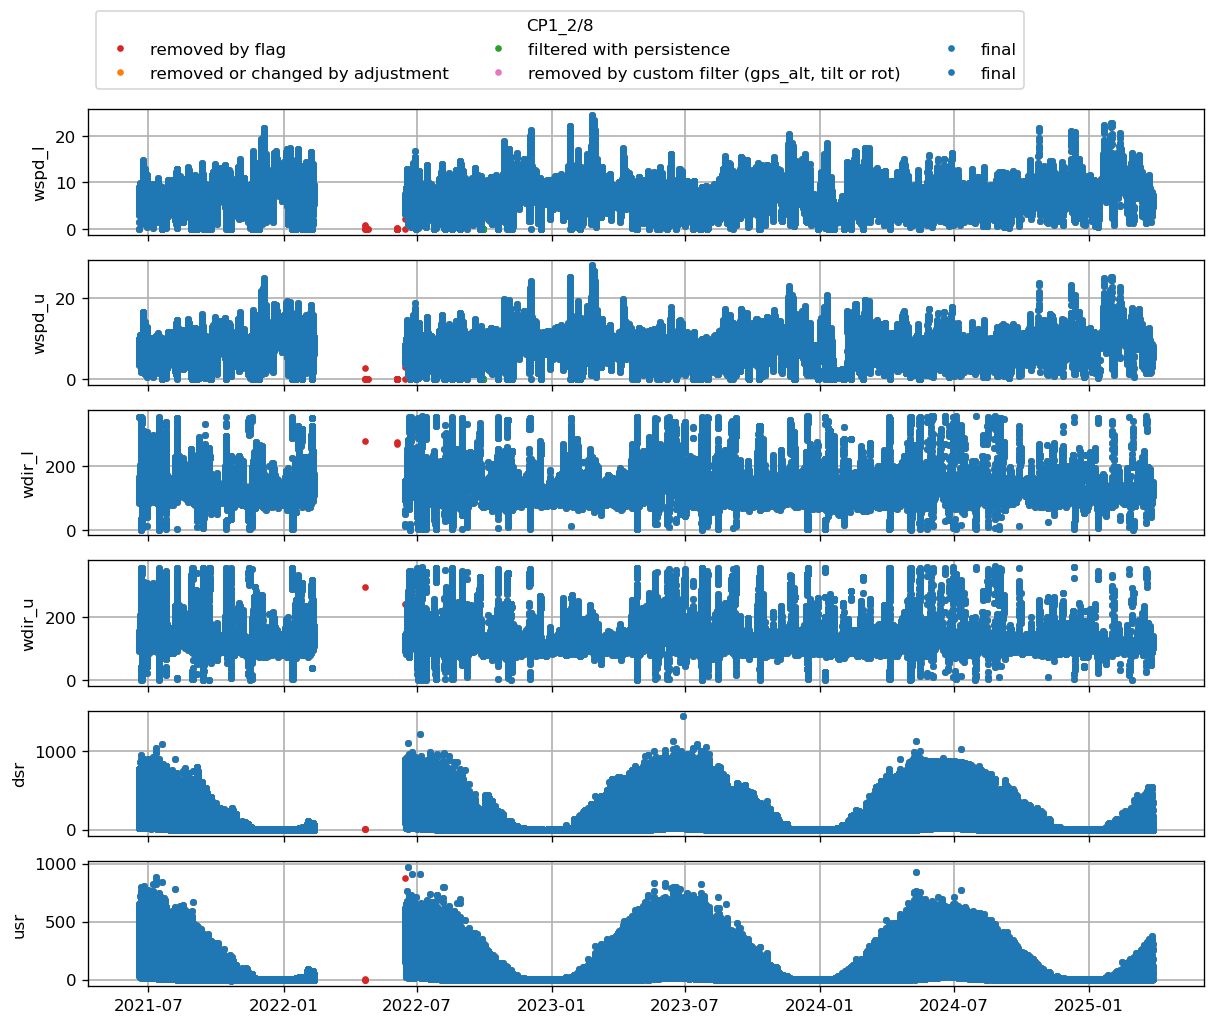 CP1_2/8
removed by flag
filtered with persistence
final
removed or changed by adjustment
removed by custom filter (gps_alt, tilt or rot)
final
wspd_l
20
10
0
wspd_u
20
0
wdir_l
200
0
wdir_u
200
0
dsr
1000
0
usr
1000
500
0
2021-07
2022-01
2022-07
2023-01
2023-07
2024-01
2024-07
2025-01